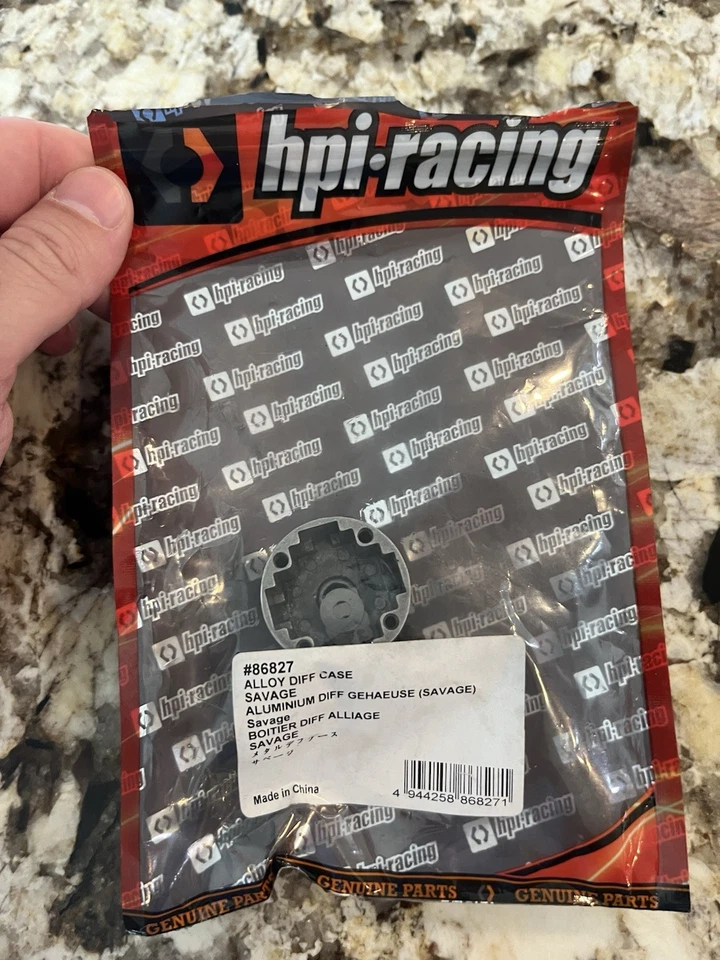 hpi·racing
#86827
ALLOY DIFF CASE
SAVAGE
ALUMINIUM DIFF GEHAEUSE (SAVAGE)
Savage
BOITIER DIFF ALLIAGE
SAVAGE
メタルデフケース
サベージ
Made in China
4 944258 868271
GENUINE PARTS GENUINE PARTS GENUINE PARTS